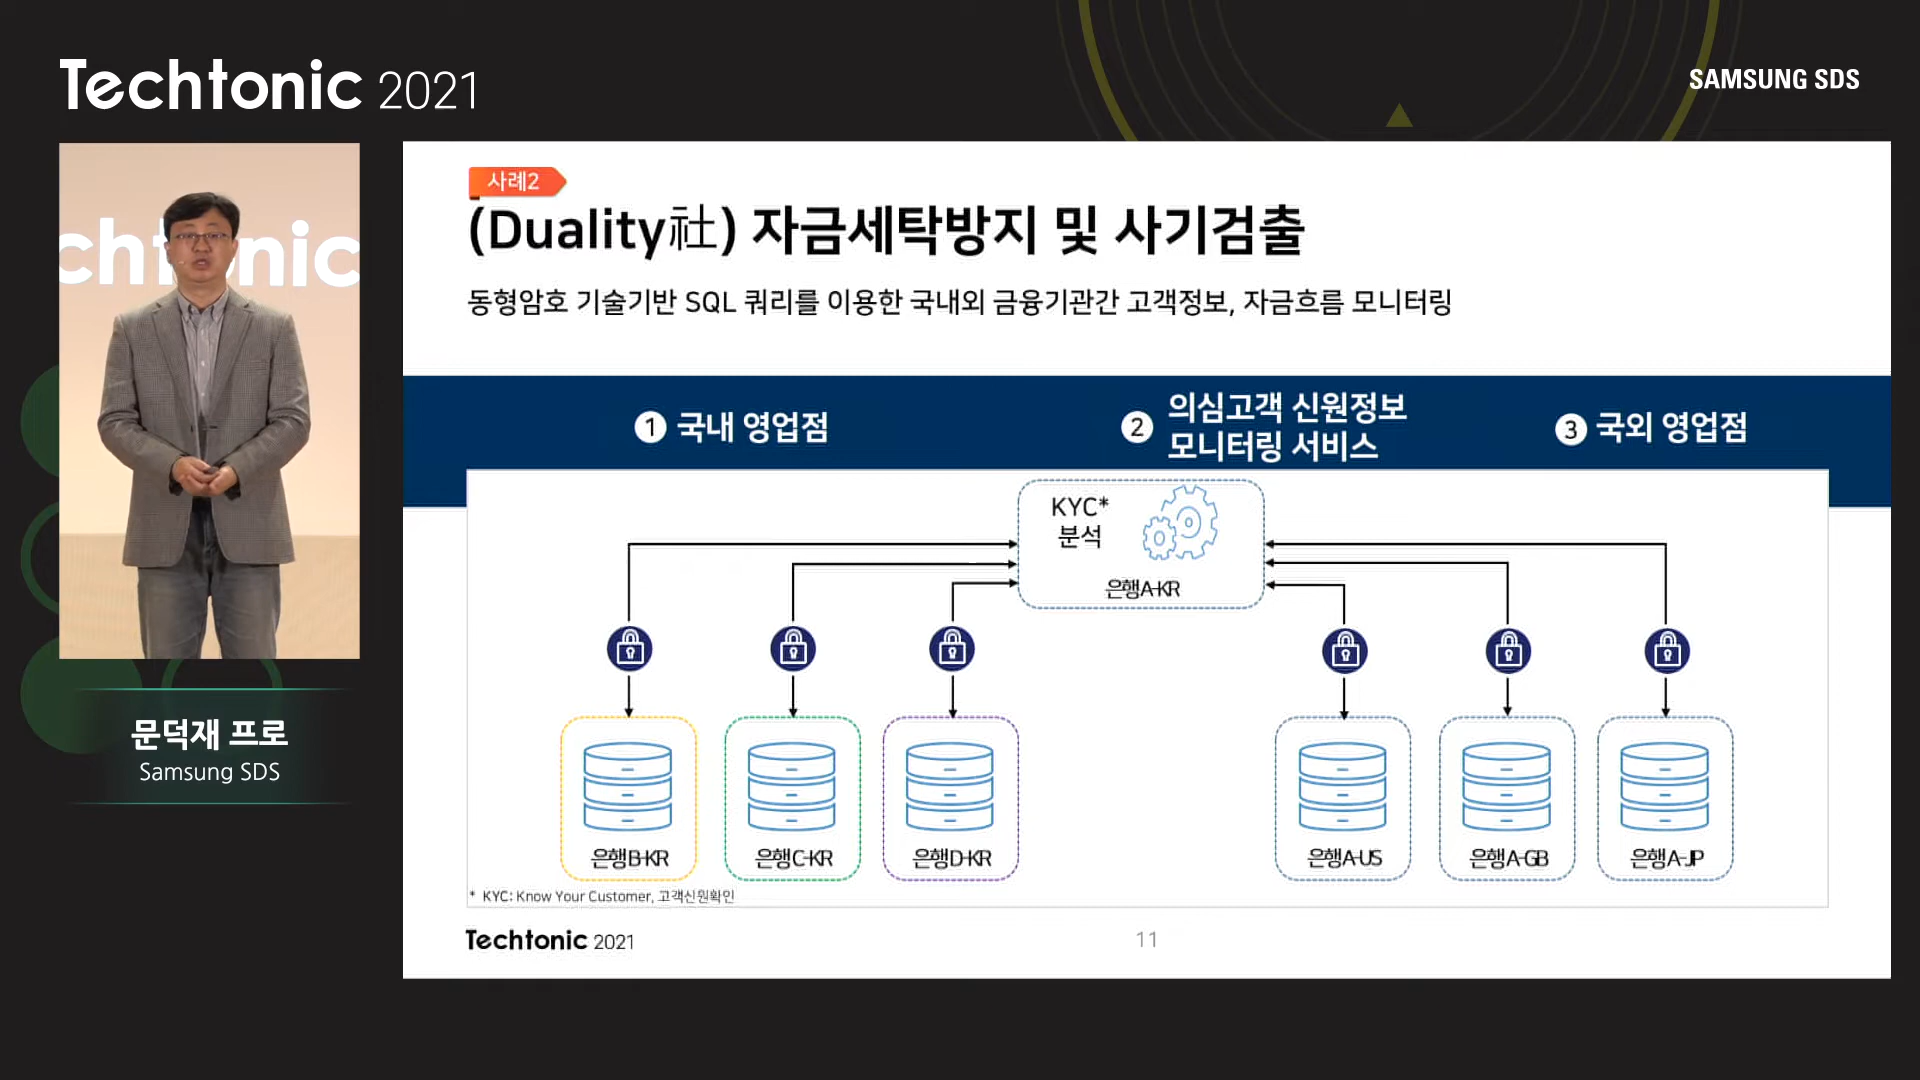 Techtonic 2021
SAMSUNG SDS
chtonic
문덕재 프로
Samsung SDS
사례2
(Duality社) 자금세탁방지 및 사기검출
동형암호 기술기반 SQL 쿼리를 이용한 국내외 금융기관간 고객정보, 자금흐름 모니터링
1 국내 영업점
2 의심고객 신원정보
모니터링 서비스
3 국외 영업점
KYC*
분석
은행A-KR
은행B-KR
은행C-KR
은행D-KR
은행A-US
은행A-GB
은행A-JP
* KYC: Know Your Customer, 고객신원확인
Techtonic 2021
11